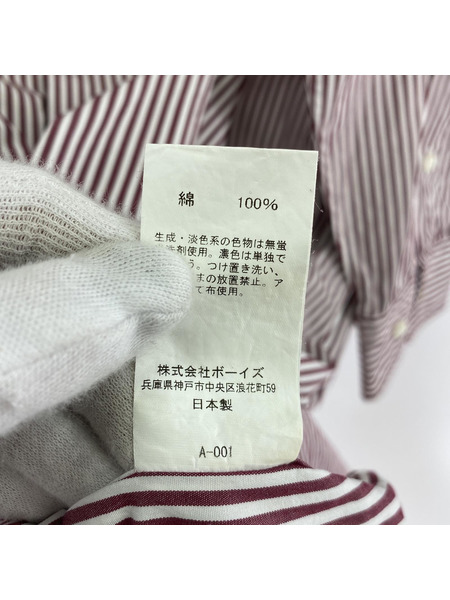 綿 100%
生成・淡色系の色物は無蛍
剤使用。濃色は単独で
う。つけ置き洗い、
まの放置禁止。ア
て布使用。
株式会社ボーイズ
兵庫県神戸市中央区浪花町59
日本製
A-001